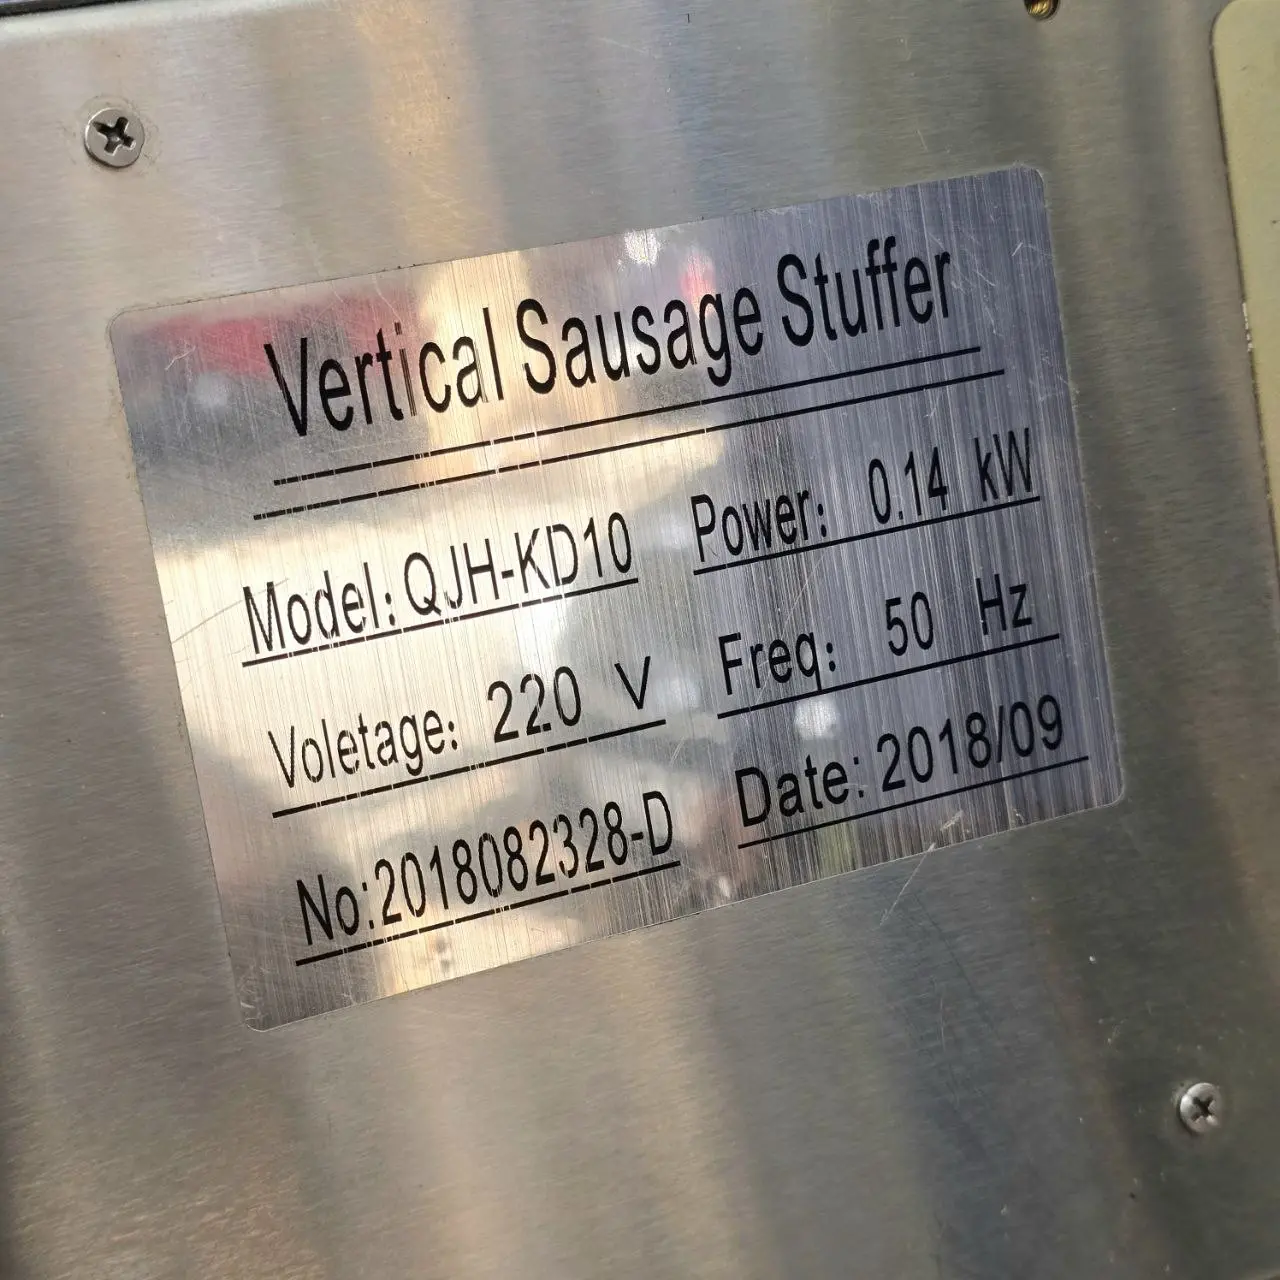 Vertical Sausage Stuffer
Model: QJH-KD10 Power: 0.14 kW
Voletage: 220 V Freq: 50 Hz
No:2018082328-D Date: 2018/09